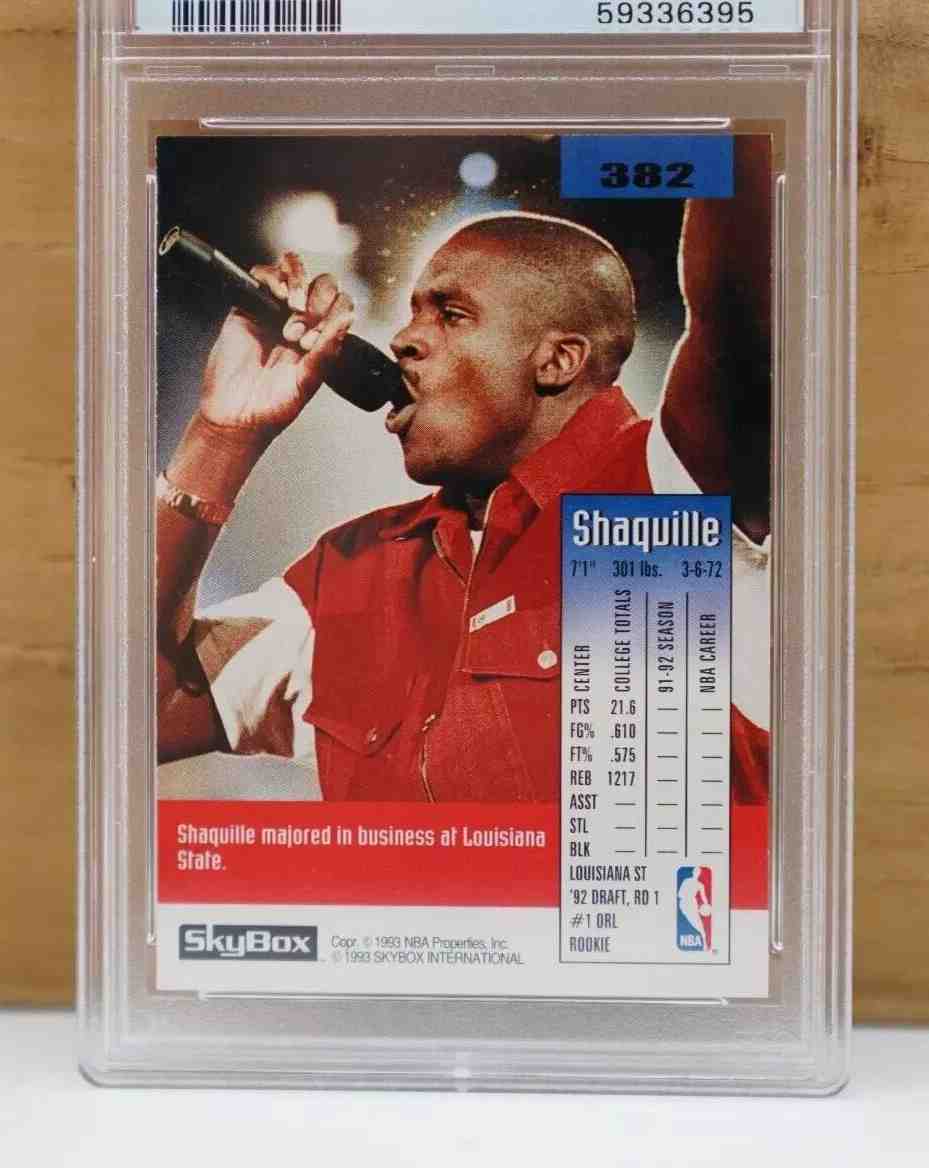 59336395
382
Shaquille
7'1" 301 lbs. 3-6-72
CENTER COLLEGE TOTALS 91-92 SEASON NBA CAREER
PTS 21.6 — —
FG% .610 — —
FT% .575 — —
REB 1217 — —
ASST — — —
STL — — —
BLK — — —
LOUISIANA ST
'92 DRAFT, RD 1
#1 ORL
ROOKIE
NBA
®
Shaquille majored in business at Louisiana
State.
SkyBox™
Copr. © 1993 NBA Properties, Inc.
© 1993 SKYBOX INTERNATIONAL